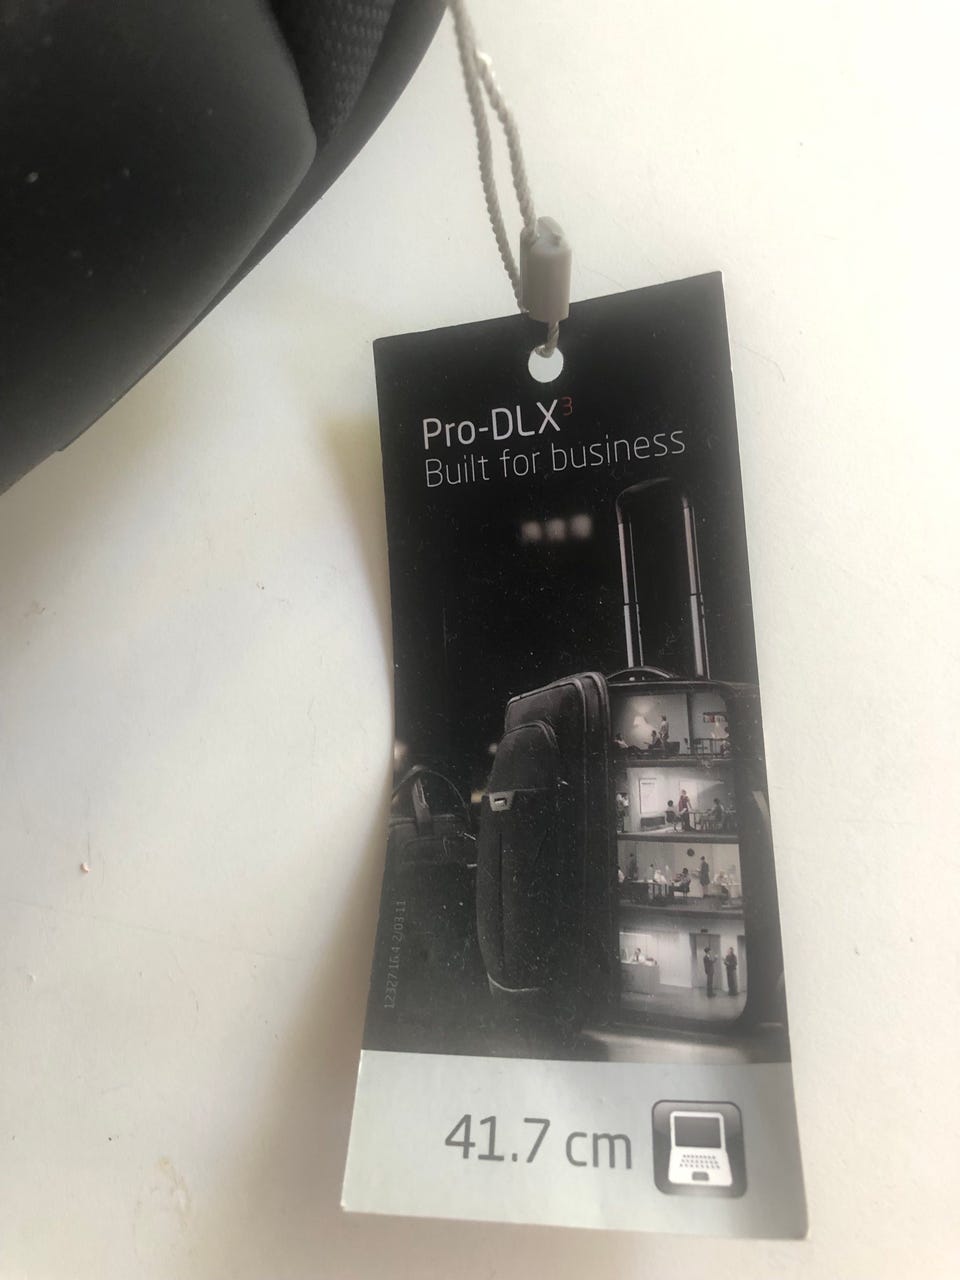 Pro-DLX³
Built for business
41.7 cm